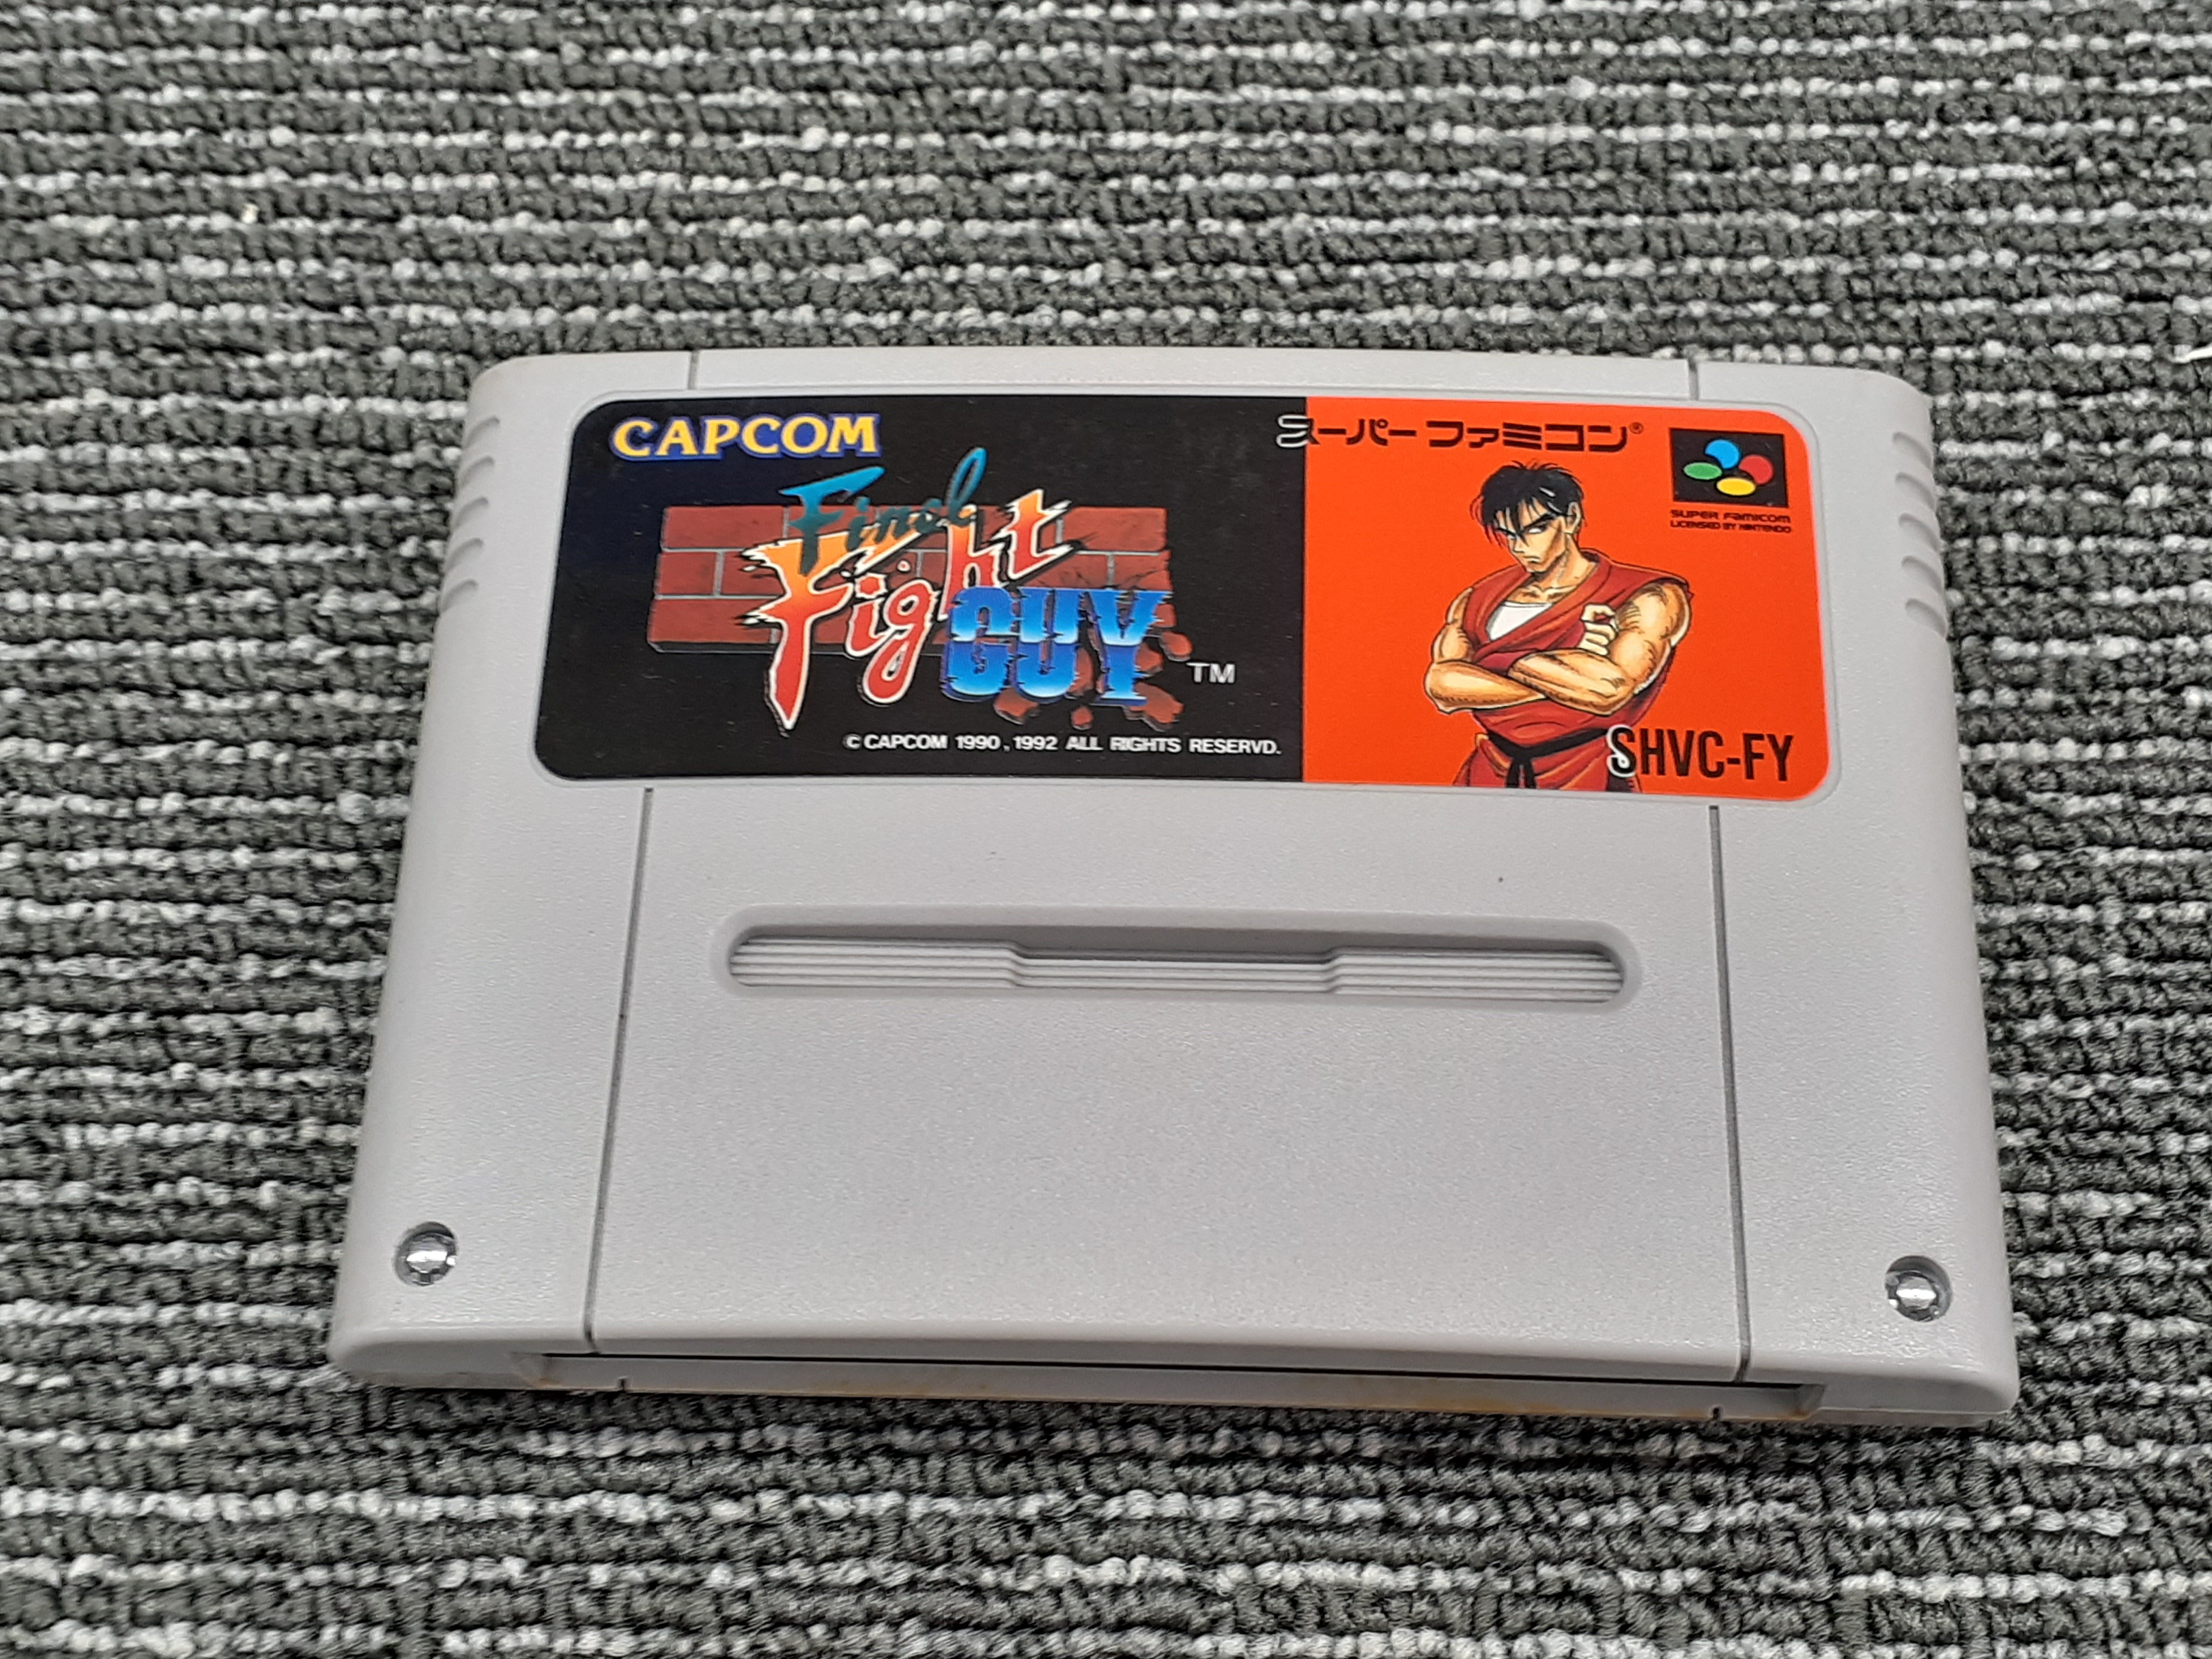 CAPCOM
Final
Fight
GUY
TM
© CAPCOM 1990, 1992 ALL RIGHTS RESERVD.
スーパーファミコン®
SUPER FAMICOM
LICENSED BY NINTENDO
SHVC-FY